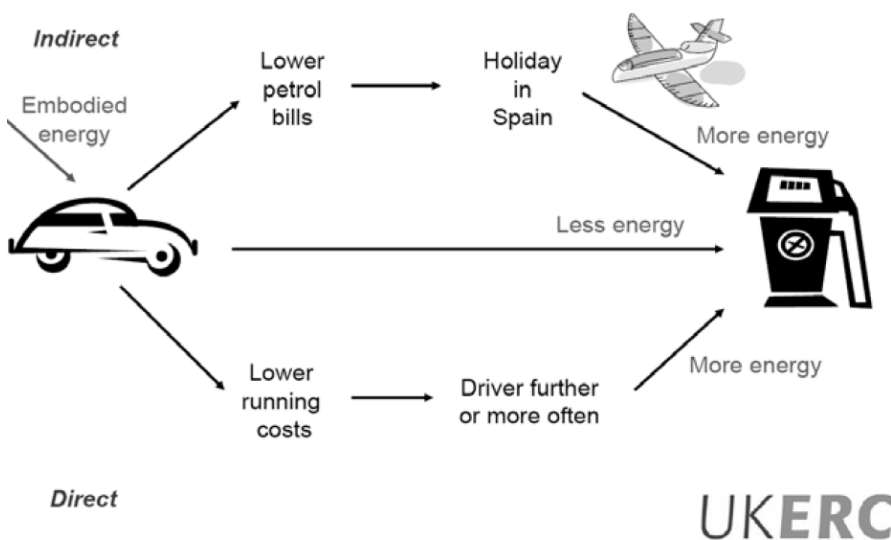 Indirect
Embodied
energy
Lower
petrol
bills
Holiday
in
Spain
More energy
Less energy
Lower
running
costs
Driver further
or more often
More energy
Direct
UKERC